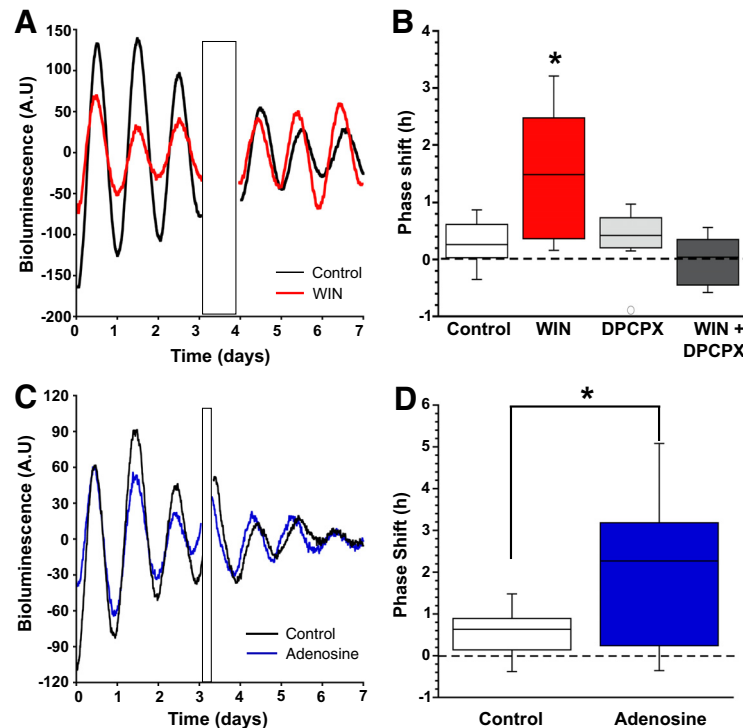 A
Bioluminescence (A.U)
150
100
50
0
-50
-100
-150
-200
0 1 2 3 4 5 6 7
Time (days)
Control
WIN
B
Phase shift (h)
4
3
2
1
0
-1
*
Control WIN DPCPX WIN +
DPCPX
C
Bioluminescence (A.U)
120
90
60
30
0
-30
-60
-90
-120
0 1 2 3 4 5 6 7
Time (days)
Control
Adenosine
D
Phase Shift (h)
6
5
4
3
2
1
0
-1
*
Control Adenosine